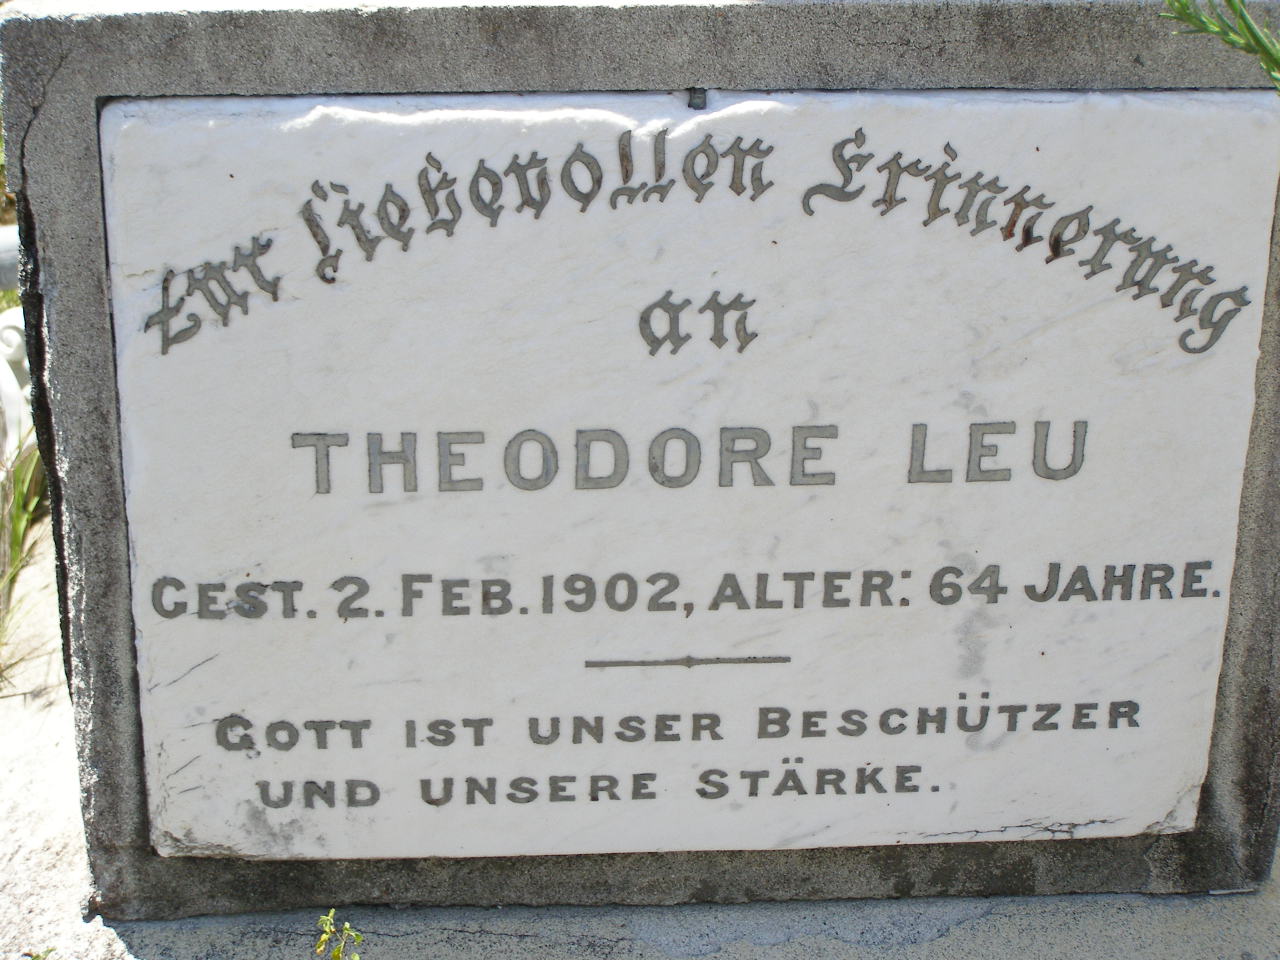 Zur liebevollen Erinnerung
an
THEODORE LEU
GEST. 2. FEB. 1902, ALTER: 64 JAHRE.
GOTT IST UNSER BESCHÜTZER
UND UNSERE STÄRKE.